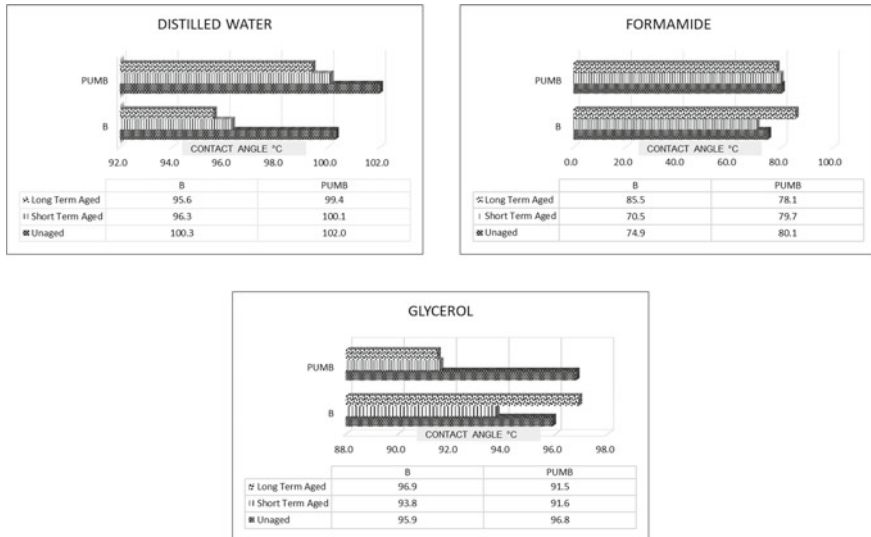 DISTILLED WATER
PUMB
B
CONTACT ANGLE °C
92.0 94.0 96.0 98.0 100.0 102.0
B PUMB
Long Term Aged 95.6 99.4
Short Term Aged 96.3 100.1
Unaged 100.3 102.0
FORMAMIDE
PUMB
B
CONTACT ANGLE °C
0.0 20.0 40.0 60.0 80.0 100.0
B PUMB
Long Term Aged 85.5 78.1
Short Term Aged 70.5 79.7
Unaged 74.9 80.1
GLYCEROL
PUMB
B
CONTACT ANGLE °C
88.0 90.0 92.0 94.0 96.0 98.0
B PUMB
Long Term Aged 96.9 91.5
Short Term Aged 93.8 91.6
Unaged 95.9 96.8